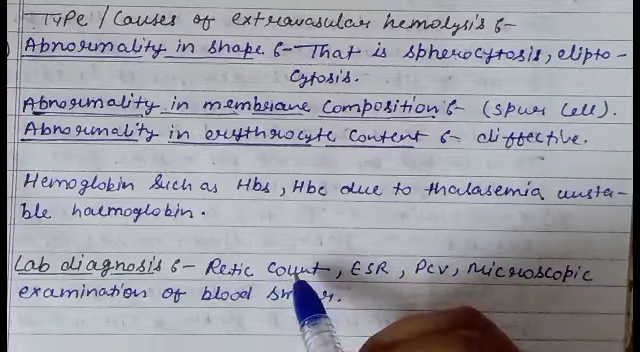 Type / Causes of extravasular hemolysis :-
Abnormality in shape :- That is spherocytosis, elipto-
cytosis.
Abnormality in membrane composition :- (spur cell).
Abnormality in erythrocyte content :- diffective.
Hemoglobin such as Hbs, Hbc due to thalasemia unsta-
ble haemoglobin.
Lab diagnosis :- Retic count, ESR, PCV, microscopic
examination of blood